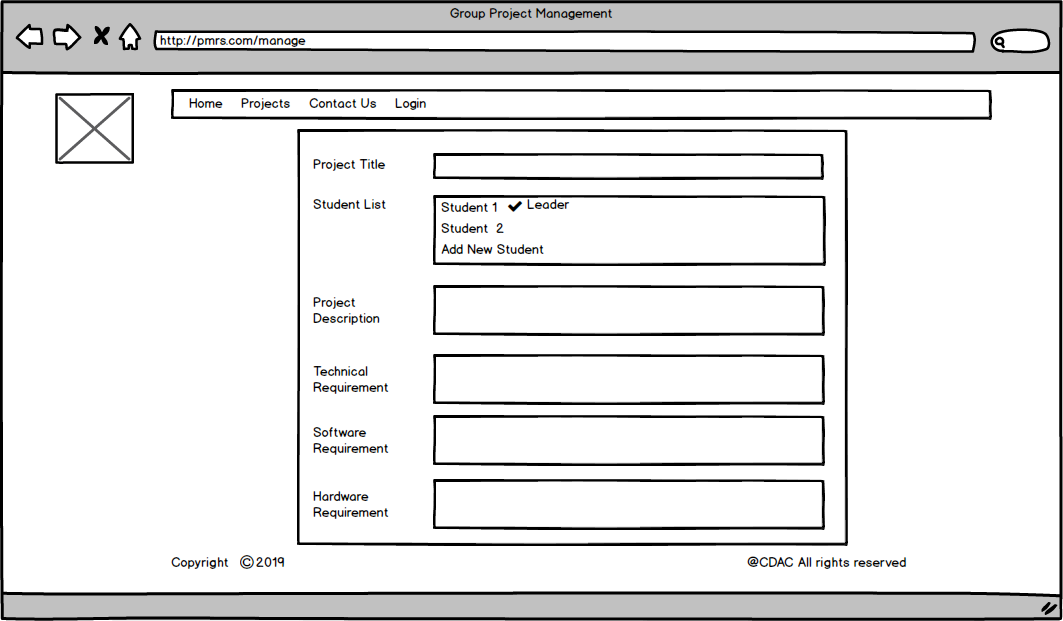 Group Project Management
http://pmrs.com/manage
Home Projects Contact Us Login
Project Title
Student List
Student 1 Leader
Student 2
Add New Student
Project
Description
Technical
Requirement
Software
Requirement
Hardware
Requirement
Copyright ©2019
@CDAC All rights reserved